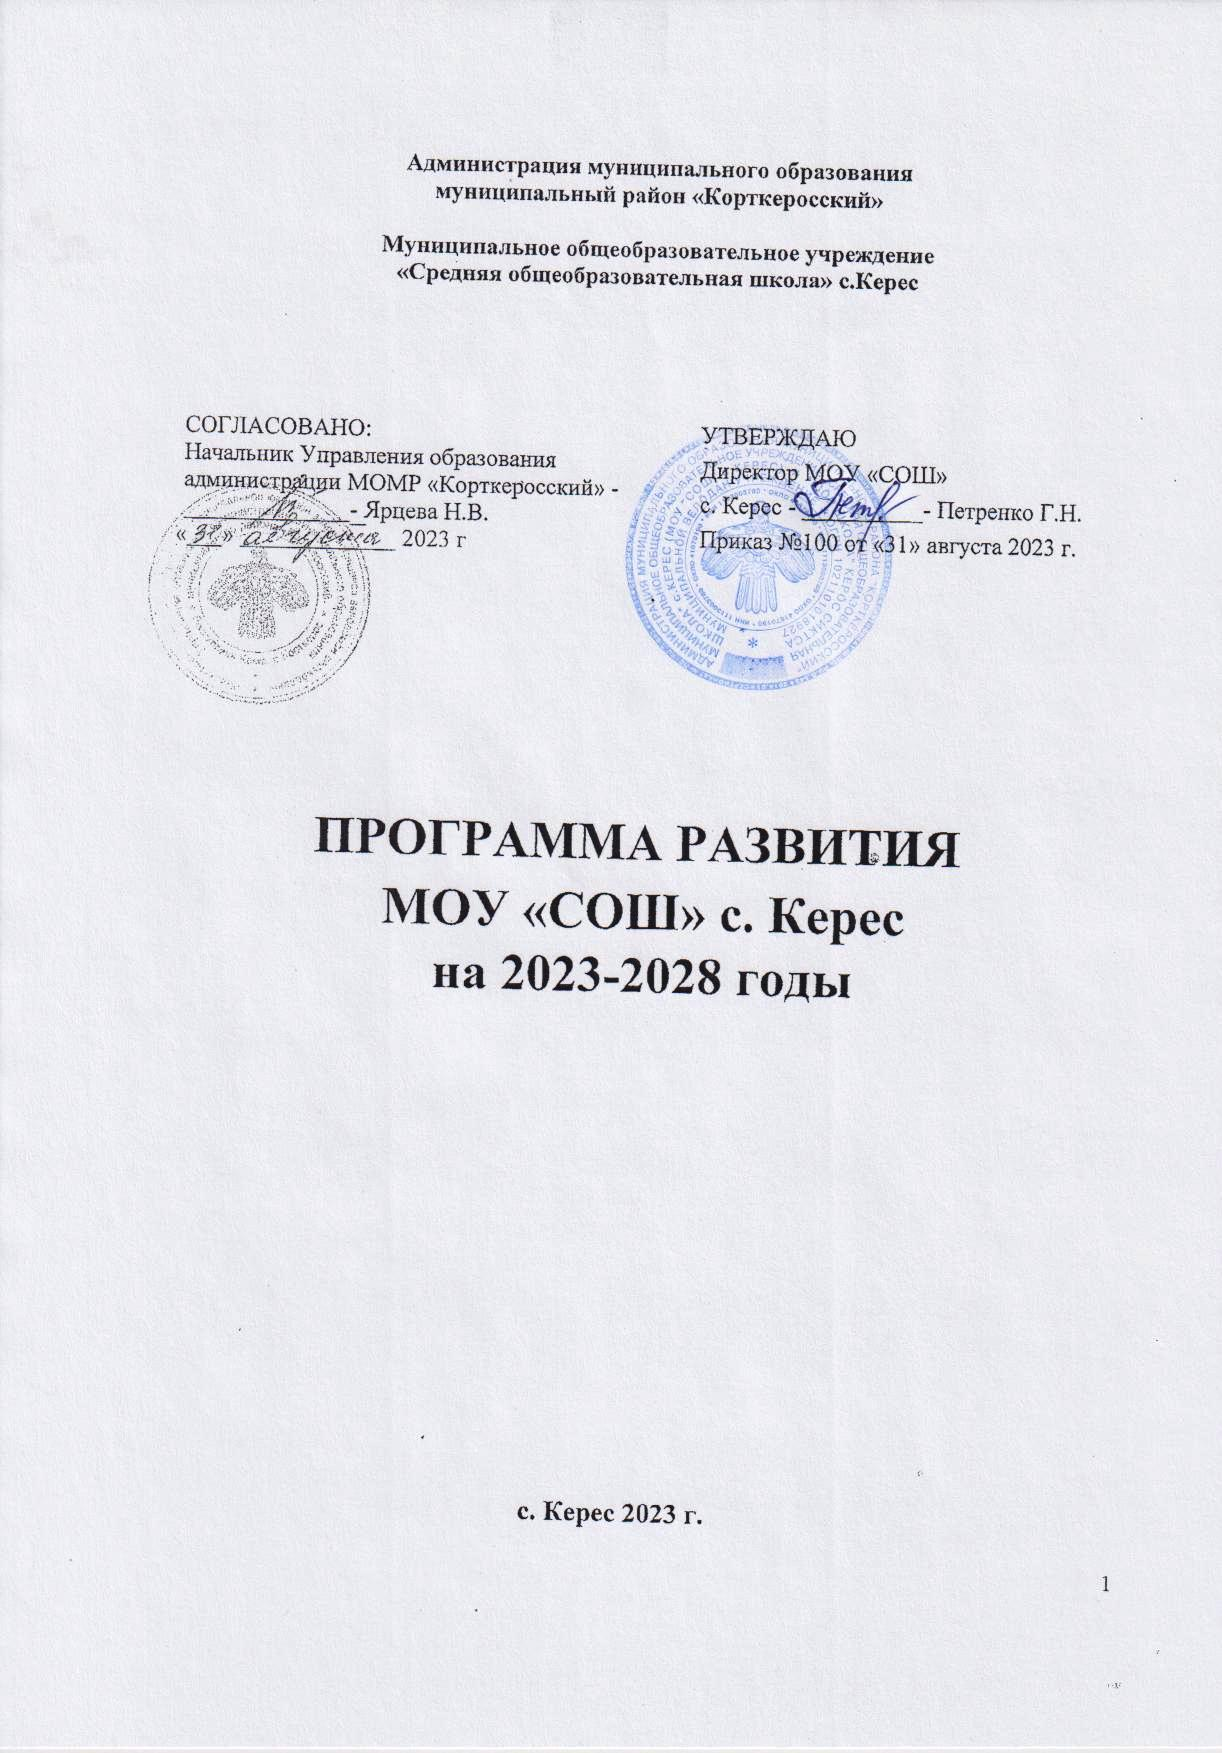 Администрация муниципального образования
муниципальный район «Корткеросский»
Муниципальное общеобразовательное учреждение
«Средняя общеобразовательная школа» с.Керес
СОГЛАСОВАНО:
Начальник Управления образования
администрации МОМР «Корткеросский» -
- Ярцева Н.В.
«31» августа 2023 г
УТВЕРЖДАЮ
Директор МОУ «СОШ»
с. Керес - - Петренко Г.Н.
Приказ №100 от «31» августа 2023 г.
ПРОГРАММА РАЗВИТИЯ
МОУ «СОШ» с. Керес
на 2023-2028 годы
с. Керес 2023 г.
1